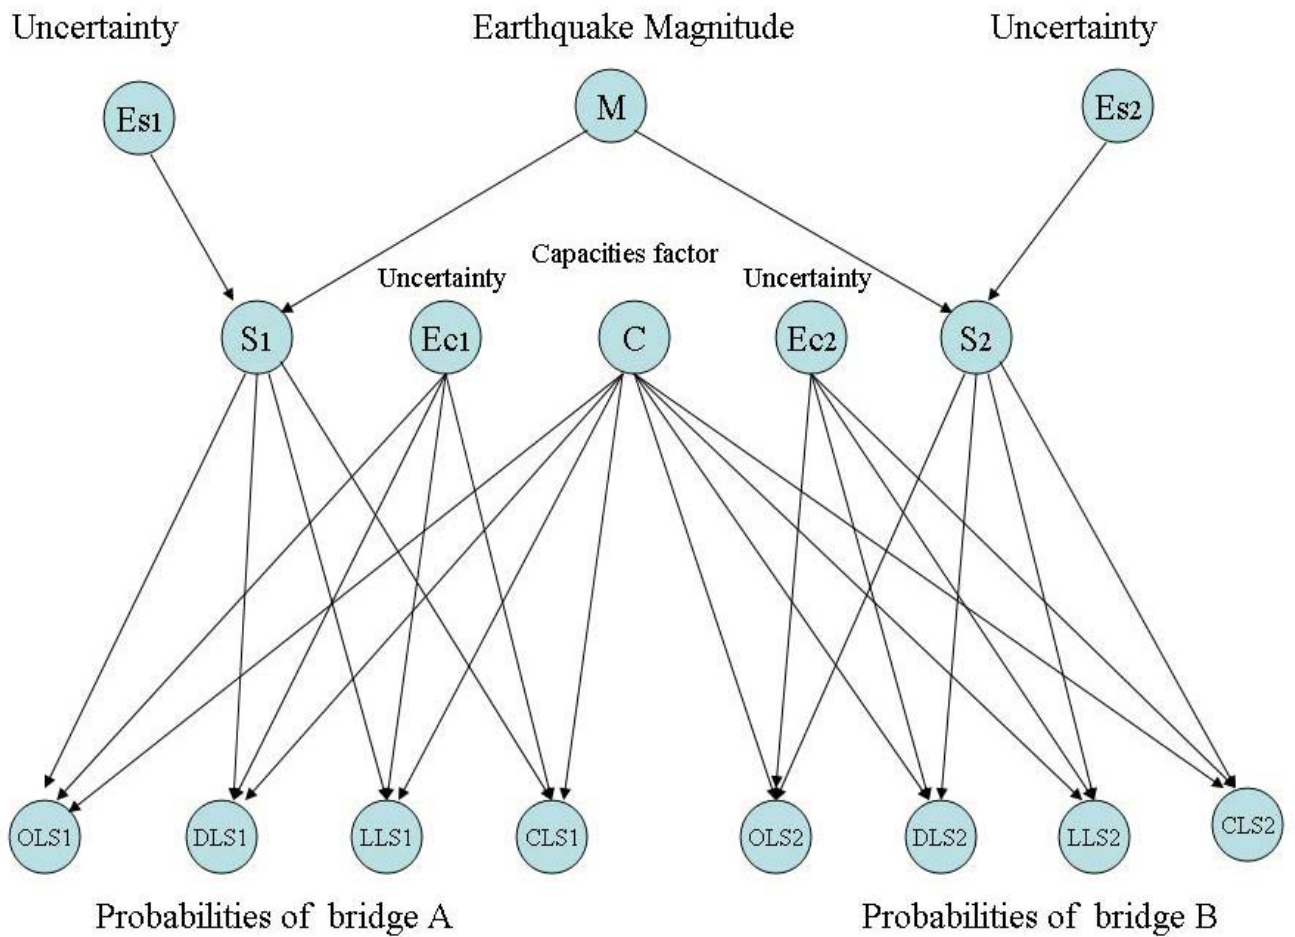 Uncertainty
Earthquake Magnitude
Uncertainty
Es1
M
Es2
Capacities factor
Uncertainty
Uncertainty
S1
Ec1
C
Ec2
S2
OLS1
DLS1
LLS1
CLS1
OLS2
DLS2
LLS2
CLS2
Probabilities of bridge A
Probabilities of bridge B